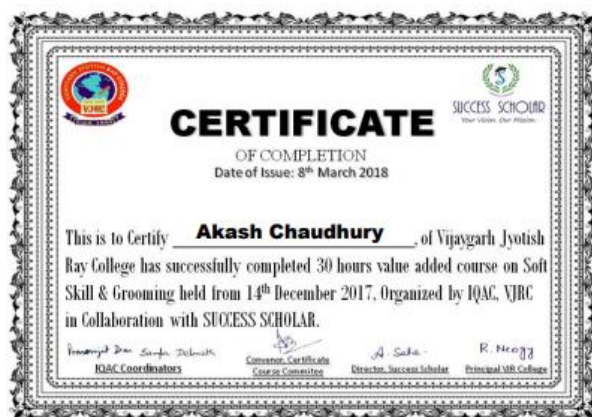 VJRC
SUCCESS SCHOLAR
Your Vision. Our Mission.
CERTIFICATE
OF COMPLETION
Date of Issue: 8th March 2018
This is to Certify Akash Chaudhury, of Vijaygarh Jyotish
Ray College has successfully completed 30 hours value added course on Soft
Skill & Grooming held from 14th December 2017, Organized by IQAC, VJRC
in Collaboration with SUCCESS SCHOLAR.
A. Saha. R. Neogy
IQAC Coordinators Convenor, Certificate Course Commitee Director, Success Scholar Principal VJR College